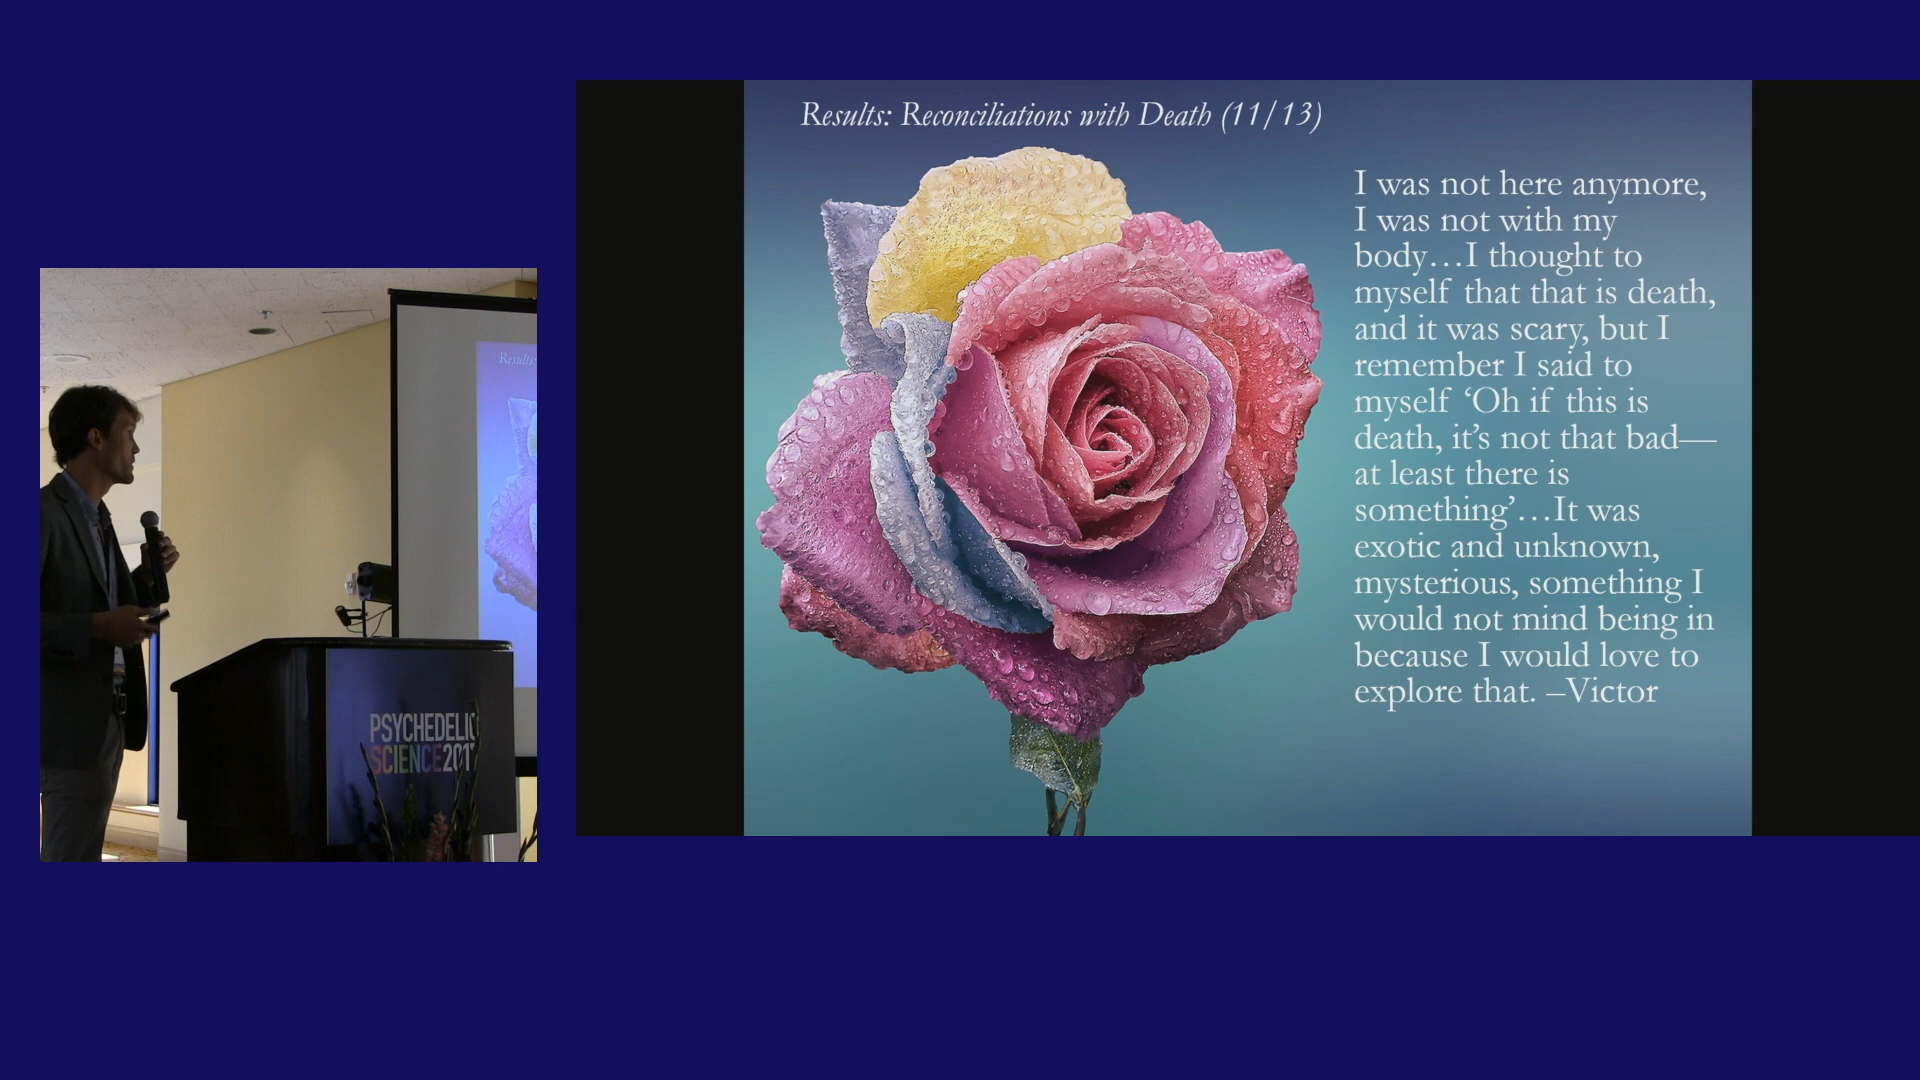 Results: Reconciliations with Death (11/13)
I was not here anymore,
I was not with my
body…I thought to
myself that that is death,
and it was scary, but I
remember I said to
myself ‘Oh if this is
death, it’s not that bad—
at least there is
something’…It was
exotic and unknown,
mysterious, something I
would not mind being in
because I would love to
explore that. –Victor
Results:
PSYCHEDELIC
SCIENCE2017